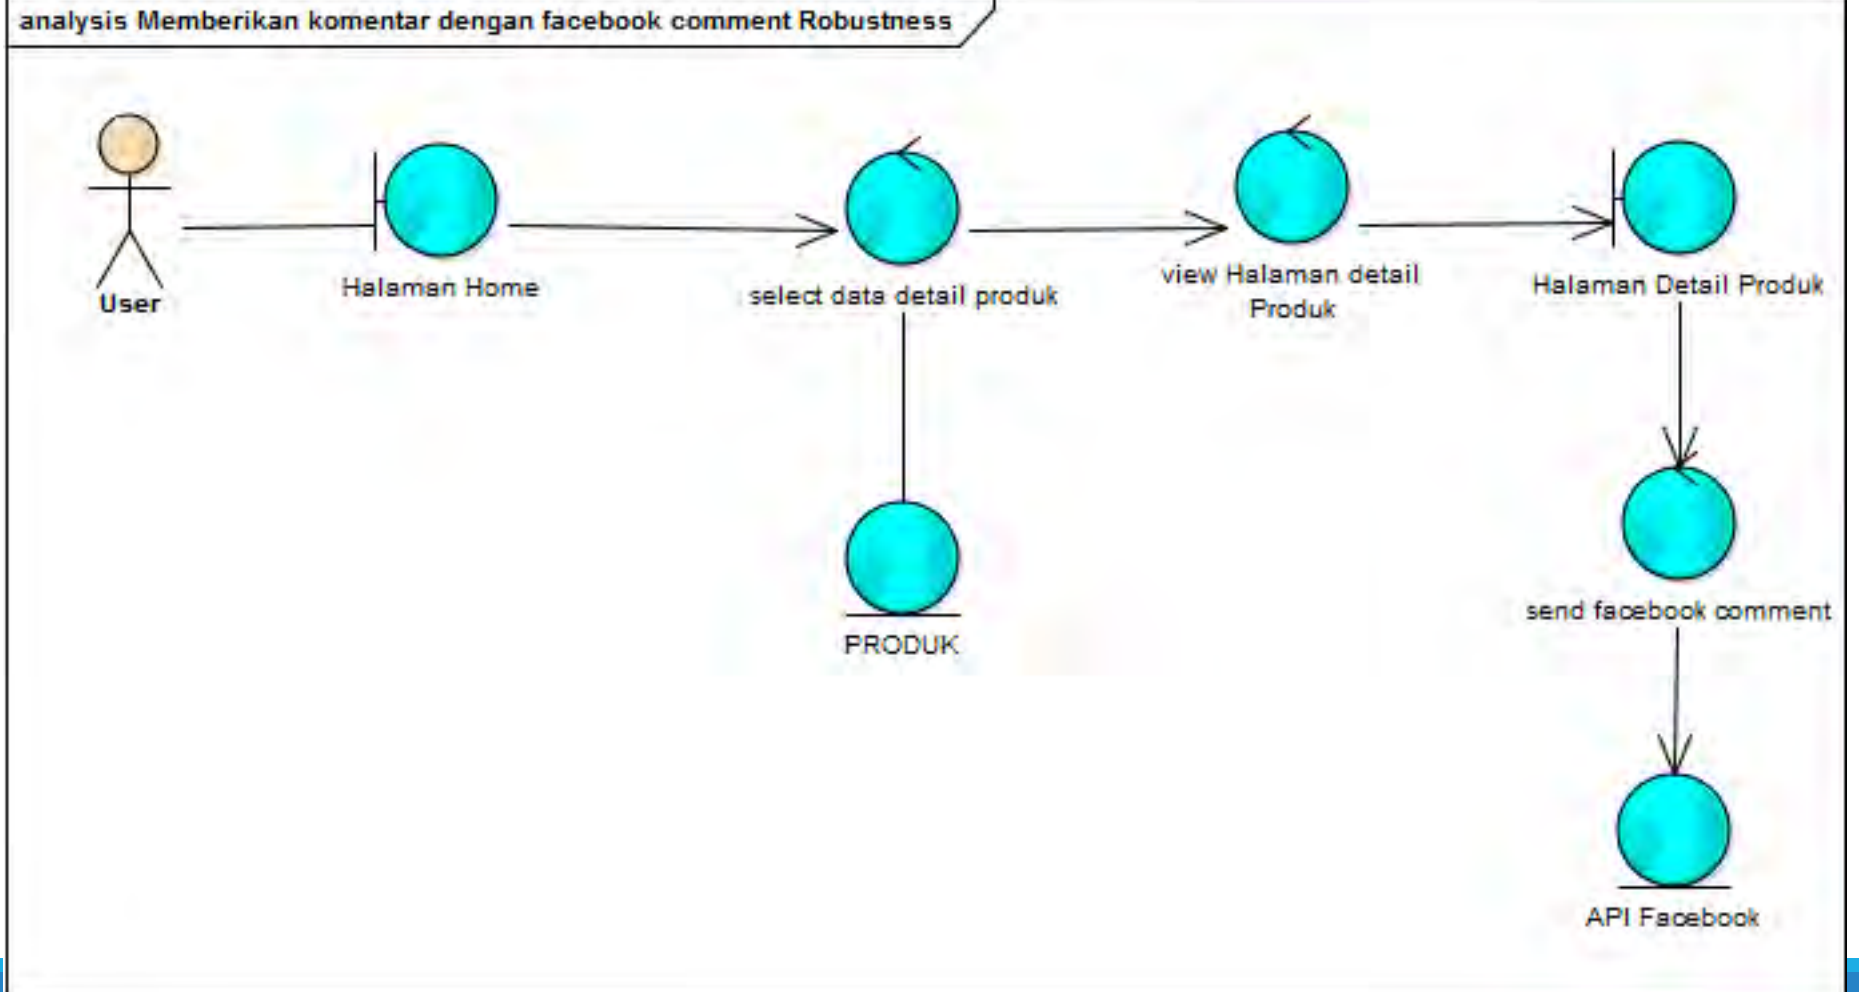 analysis Memberikan komentar dengan facebook comment Robustness
User
Halaman Home
select data detail produk
view Halaman detail
Produk
Halaman Detail Produk
PRODUK
send facebook comment
API Facebook